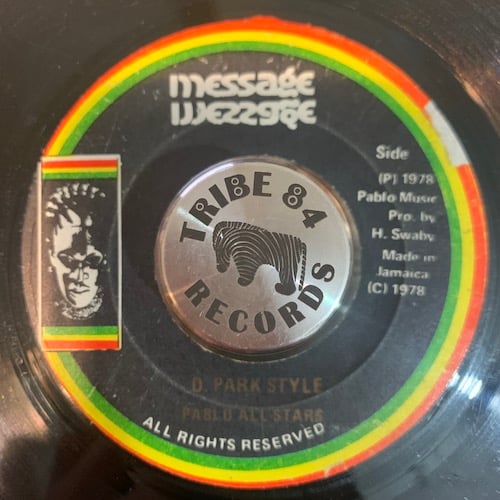 message
message
Side
(P) 1978
Pablo Music
Pro. by
H. Swaby
Made in
Jamaica
(C) 1978
TRIBE 84
RECORDS
D. PARK STYLE
PABLO ALL STARS
ALL RIGHTS RESERVED